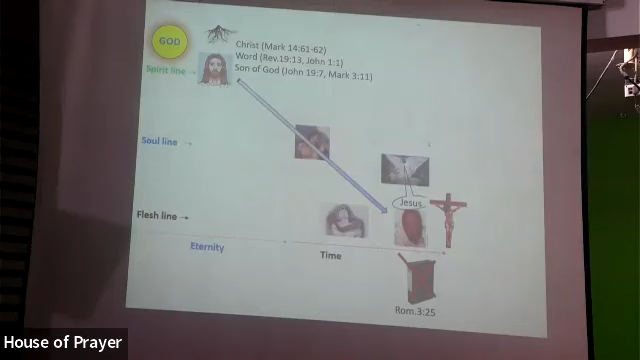 GOD
Christ (Mark 14:61-62)
Word (Rev.19:13, John 1:1)
Son of God (John 19:7, Mark 3:11)
Spirit line →
Soul line →
Jesus
Flesh line →
Eternity
Time
Rom.3:25
House of Prayer